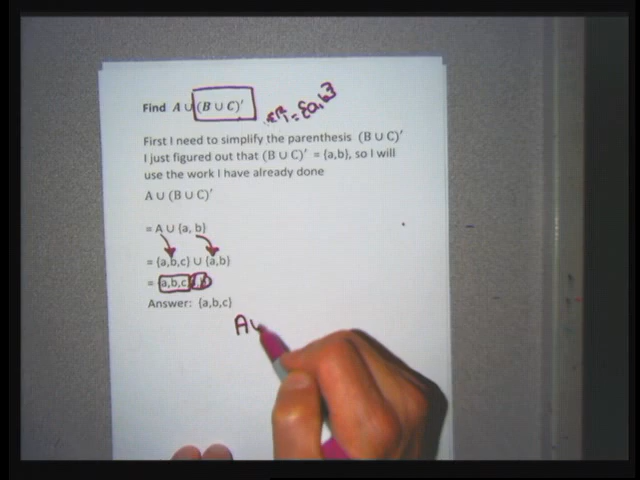 Find A ∪ (B ∪ C)′
= {a,b}
First I need to simplify the parenthesis (B ∪ C)′
I just figured out that (B ∪ C)′ = {a,b}, so I will
use the work I have already done
A ∪ (B ∪ C)′
= A ∪ {a, b}
= {a,b,c} ∪ {a,b}
= {a,b,c
Answer: {a,b,c}
A∪